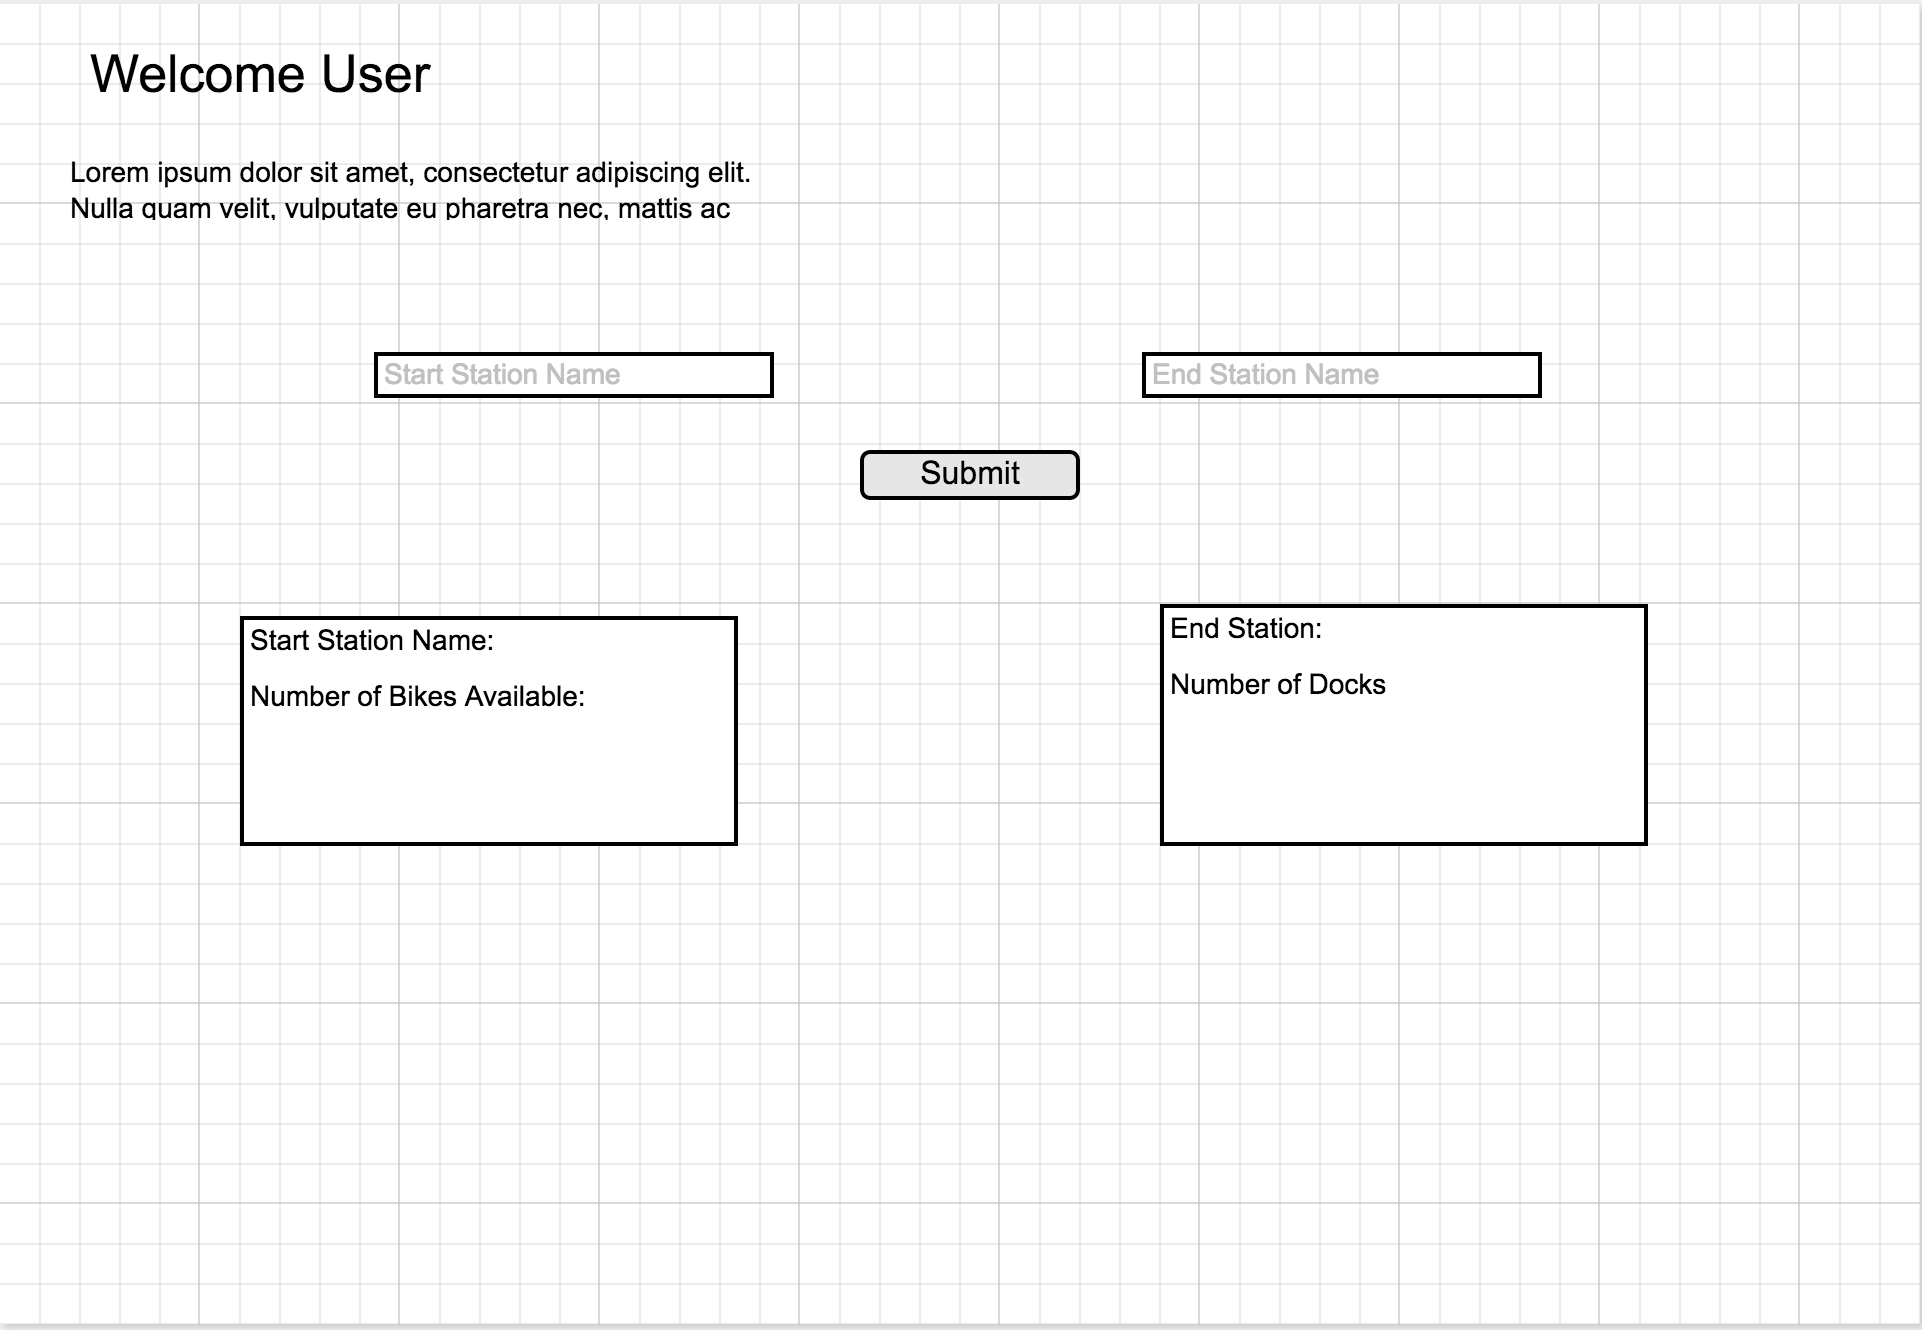 Welcome User
Lorem ipsum dolor sit amet, consectetur adipiscing elit.
Nulla quam velit, vulputate eu pharetra nec, mattis ac
Start Station Name
End Station Name
Submit
Start Station Name:
Number of Bikes Available:
End Station:
Number of Docks